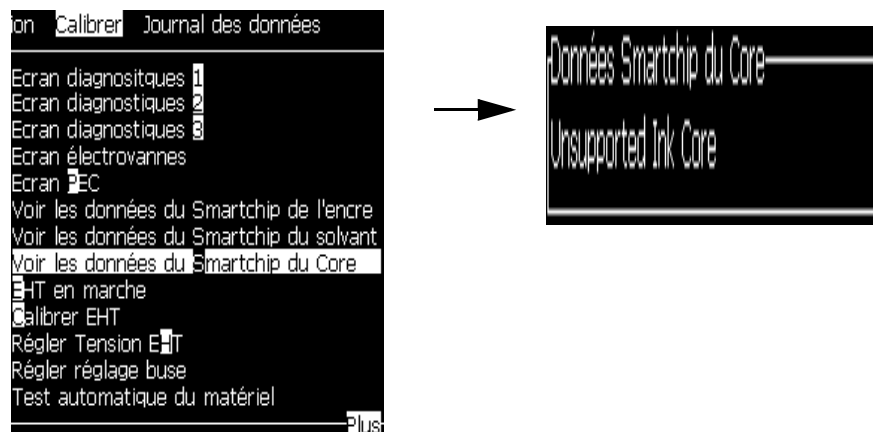 ion Calibrer Journal des données
Ecran diagnositques 1
Ecran diagnostiques 2
Ecran diagnostiques 3
Ecran électrovannes
Ecran PEC
Voir les données du Smartchip de l'encre
Voir les données du Smartchip du solvant
Voir les données du Smartchip du Core
EHT en marche
Calibrer EHT
Régler Tension EHT
Régler réglage buse
Test automatique du matériel
Plus
Données Smartchip du Core
Unsupported Ink Core